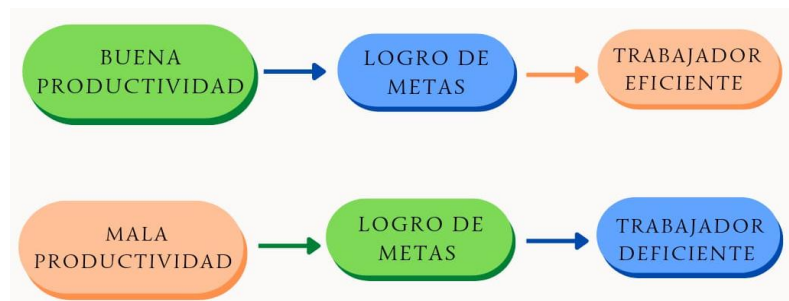 BUENA
PRODUCTIVIDAD
LOGRO DE
METAS
TRABAJADOR
EFICIENTE
MALA
PRODUCTIVIDAD
LOGRO DE
METAS
TRABAJADOR
DEFICIENTE